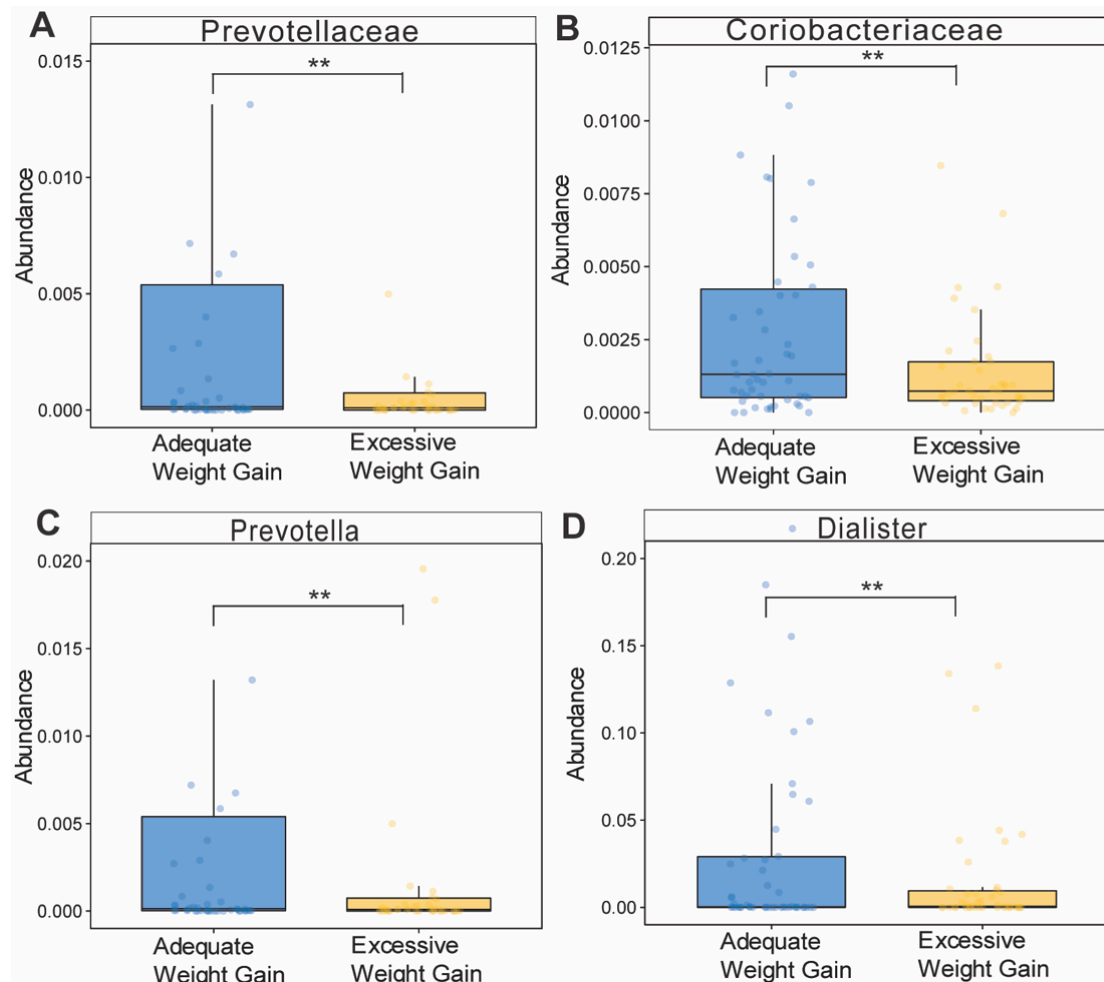 A
Prevotellaceae
**
Abundance
0.015
0.010
0.005
0.000
Adequate
Weight Gain
Excessive
Weight Gain
B
Coriobacteriaceae
**
Abundance
0.0125
0.0100
0.0075
0.0050
0.0025
0.0000
Adequate
Weight Gain
Excessive
Weight Gain
C
Prevotella
**
Abundance
0.020
0.015
0.010
0.005
0.000
Adequate
Weight Gain
Excessive
Weight Gain
D
Dialister
**
Abundance
0.20
0.15
0.10
0.05
0.00
Adequate
Weight Gain
Excessive
Weight Gain